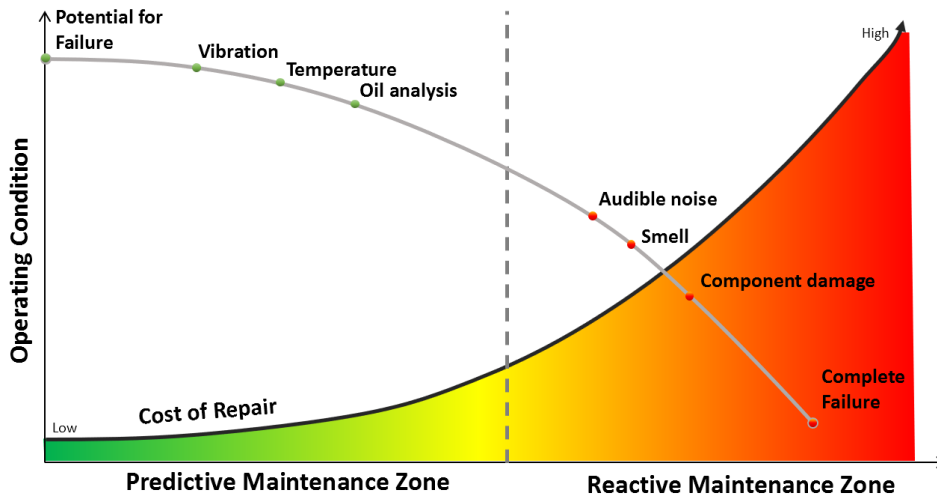 Potential for
Failure
Vibration
Temperature
Oil analysis
High
Audible noise
Smell
Component damage
Complete
Failure
Operating Condition
Cost of Repair
Low
Predictive Maintenance Zone
Reactive Maintenance Zone